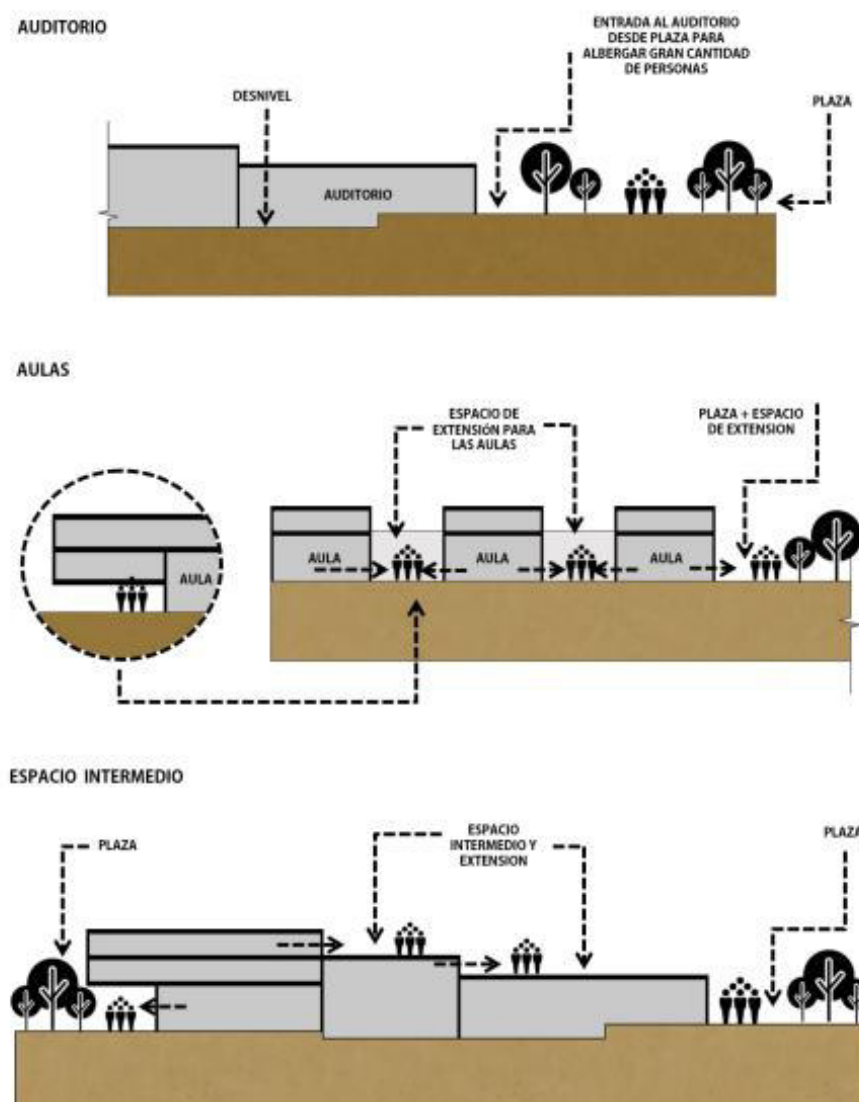 AUDITORIO
ENTRADA AL AUDITORIO
DESDE PLAZA PARA
ALBERGAR GRAN CANTIDAD
DE PERSONAS
DESNIVEL
PLAZA
AUDITORIO
AULAS
ESPACIO DE
EXTENSIÓN PARA
LAS AULAS
PLAZA + ESPACIO
DE EXTENSION
AULA
AULA
AULA
AULA
ESPACIO INTERMEDIO
PLAZA
ESPACIO
INTERMEDIO Y
EXTENSION
PLAZA